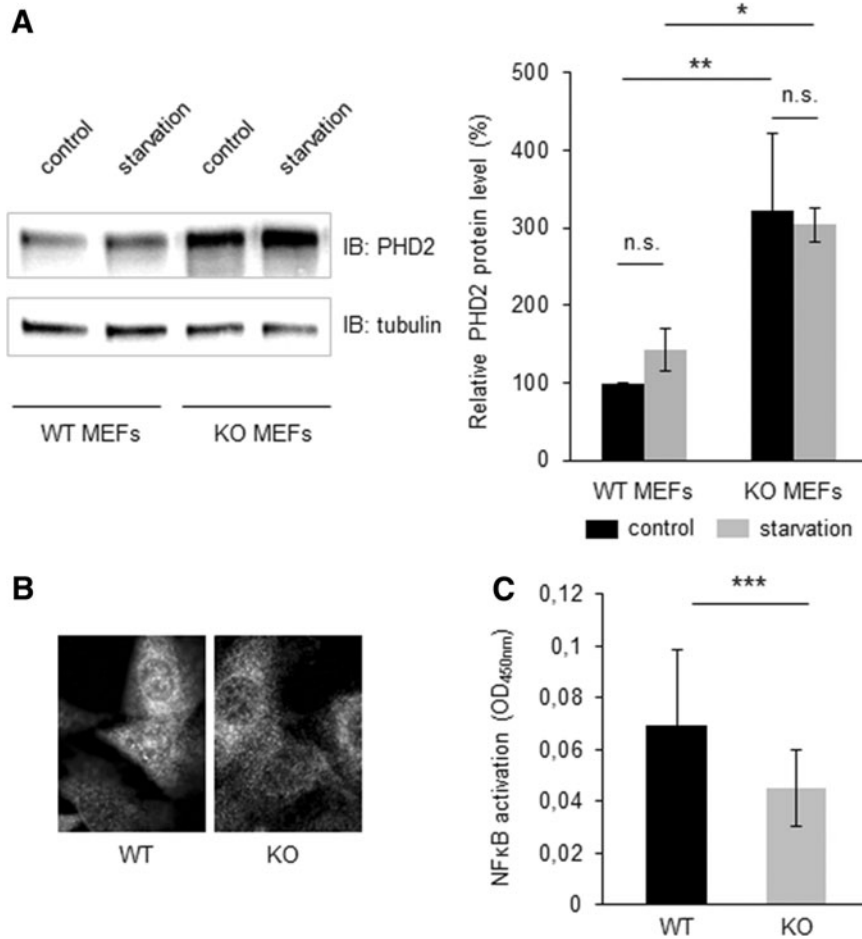 A
control
starvation
control
starvation
IB: PHD2
IB: tubulin
WT MEFs
KO MEFs
*
**
n.s.
n.s.
Relative PHD2 protein level (%)
500
400
300
200
100
0
WT MEFs
KO MEFs
control
starvation
B
WT
KO
C
***
NFκB activation (OD450nm)
0,12
0,1
0,08
0,06
0,04
0,02
0
WT
KO